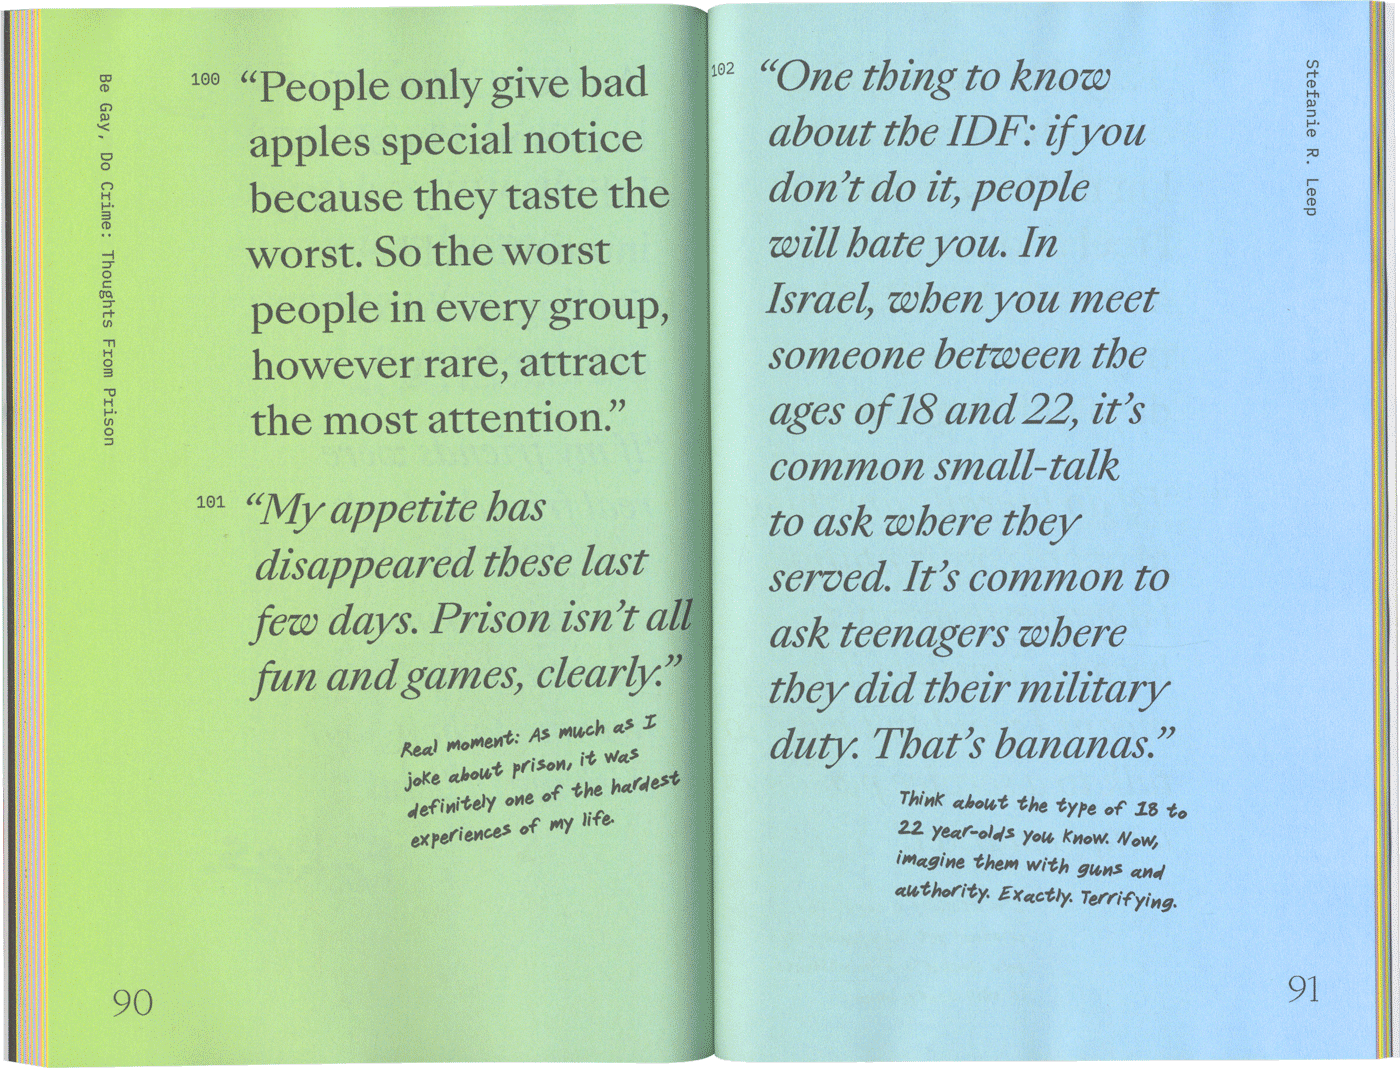 Be Gay, Do Crime: Thoughts From Prison
100
“People only give bad
apples special notice
because they taste the
worst. So the worst
people in every group,
however rare, attract
the most attention.”
101
“My appetite has
disappeared these last
few days. Prison isn’t all
fun and games, clearly.”
Real moment: As much as I
joke about prison, it was
definitely one of the hardest
experiences of my life.
90
102
“One thing to know
about the IDF: if you
don’t do it, people
will hate you. In
Israel, when you meet
someone between the
ages of 18 and 22, it’s
common small-talk
to ask where they
served. It’s common to
ask teenagers where
they did their military
duty. That’s bananas.”
Think about the type of 18 to
22 year-olds you know. Now,
imagine them with guns and
authority. Exactly. Terrifying.
Stefanie R. Leep
91